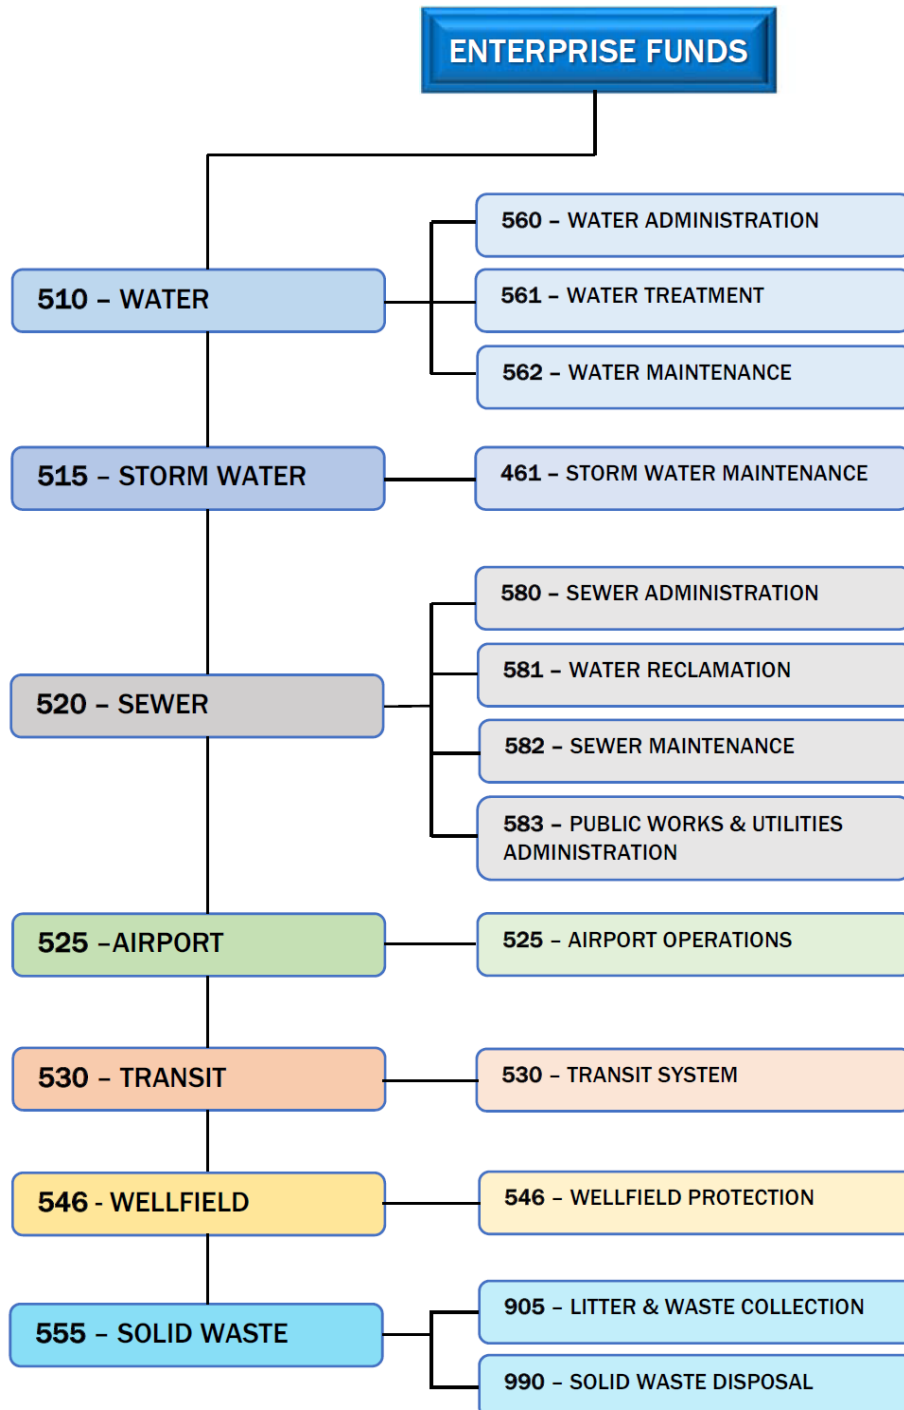 ENTERPRISE FUNDS
510 – WATER
560 – WATER ADMINISTRATION
561 – WATER TREATMENT
562 – WATER MAINTENANCE
515 – STORM WATER
461 – STORM WATER MAINTENANCE
520 – SEWER
580 – SEWER ADMINISTRATION
581 – WATER RECLAMATION
582 – SEWER MAINTENANCE
583 – PUBLIC WORKS & UTILITIES
ADMINISTRATION
525 –AIRPORT
525 – AIRPORT OPERATIONS
530 – TRANSIT
530 – TRANSIT SYSTEM
546 - WELLFIELD
546 – WELLFIELD PROTECTION
555 – SOLID WASTE
905 – LITTER & WASTE COLLECTION
990 – SOLID WASTE DISPOSAL